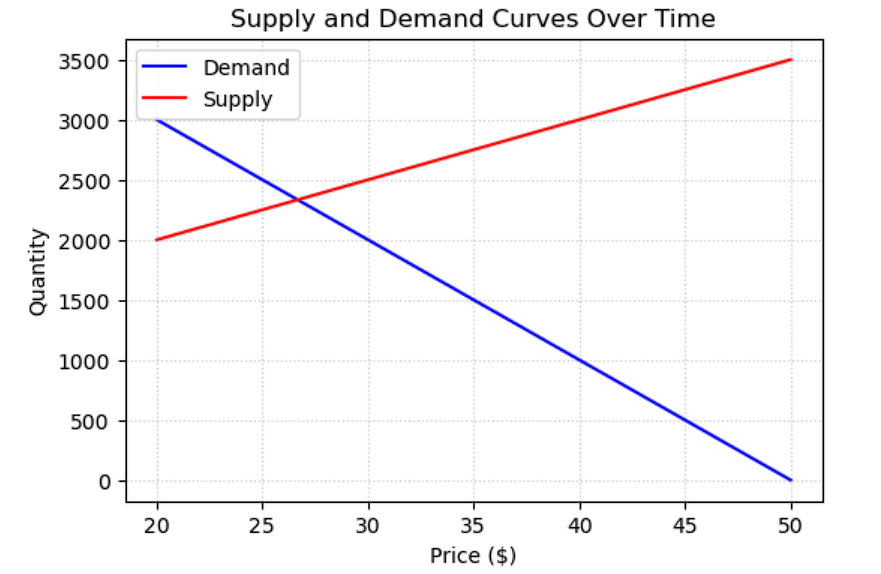 Supply and Demand Curves Over Time
Demand
Supply
3500
3000
2500
2000
1500
1000
500
0
Quantity
20 25 30 35 40 45 50
Price ($)